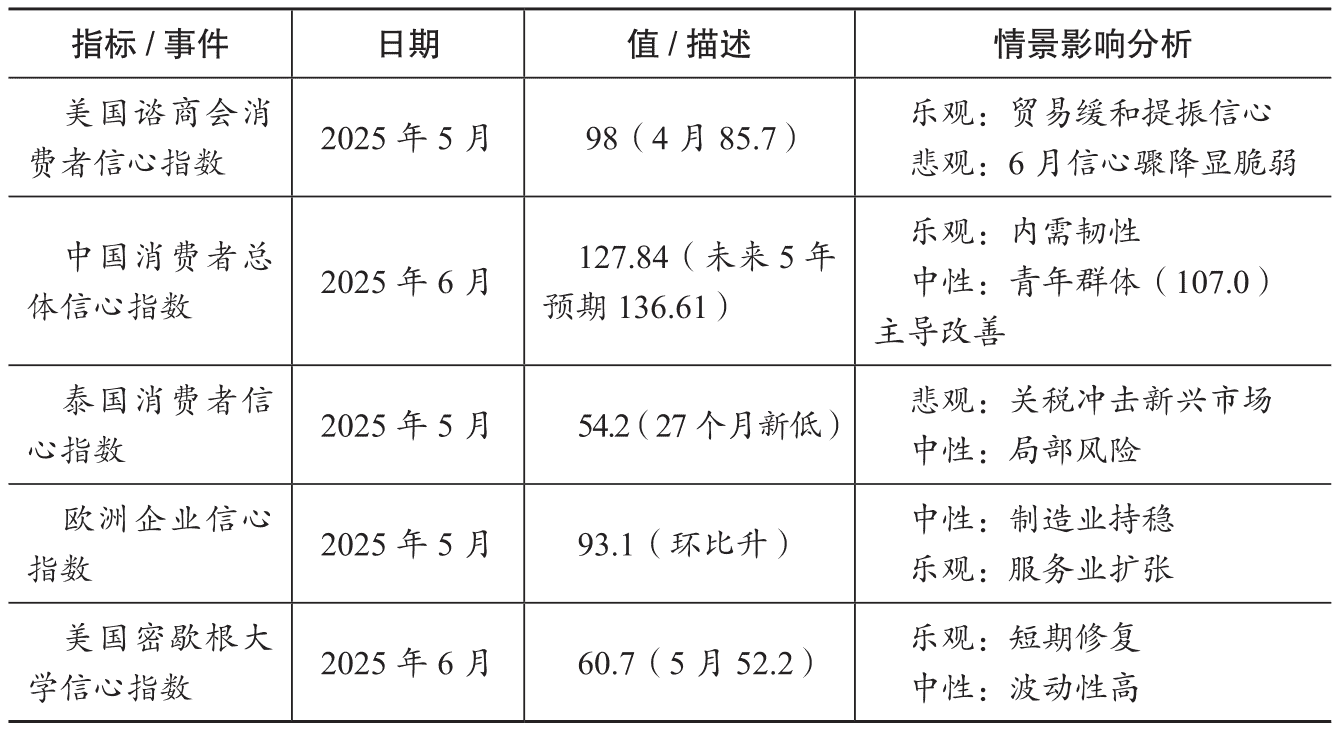 指标 / 事件 日期 值 / 描述 情景影响分析
美国谘商会消
费者信心指数
2025 年 5 月
98（4 月 85.7）
乐观：贸易缓和提振信心
悲观：6 月信心骤降显脆弱
中国消费者总
体信心指数
2025 年 6 月
127.84（未来 5 年
预期 136.61）
乐观：内需韧性
中性：青年群体（107.0）
主导改善
泰国消费者信
心指数
2025 年 5 月
54.2（27 个月新低）
悲观：关税冲击新兴市场
中性：局部风险
欧洲企业信心
指数
2025 年 5 月
93.1（环比升）
中性：制造业持稳
乐观：服务业扩张
美国密歇根大
学信心指数
2025 年 6 月
60.7（5 月 52.2）
乐观：短期修复
中性：波动性高